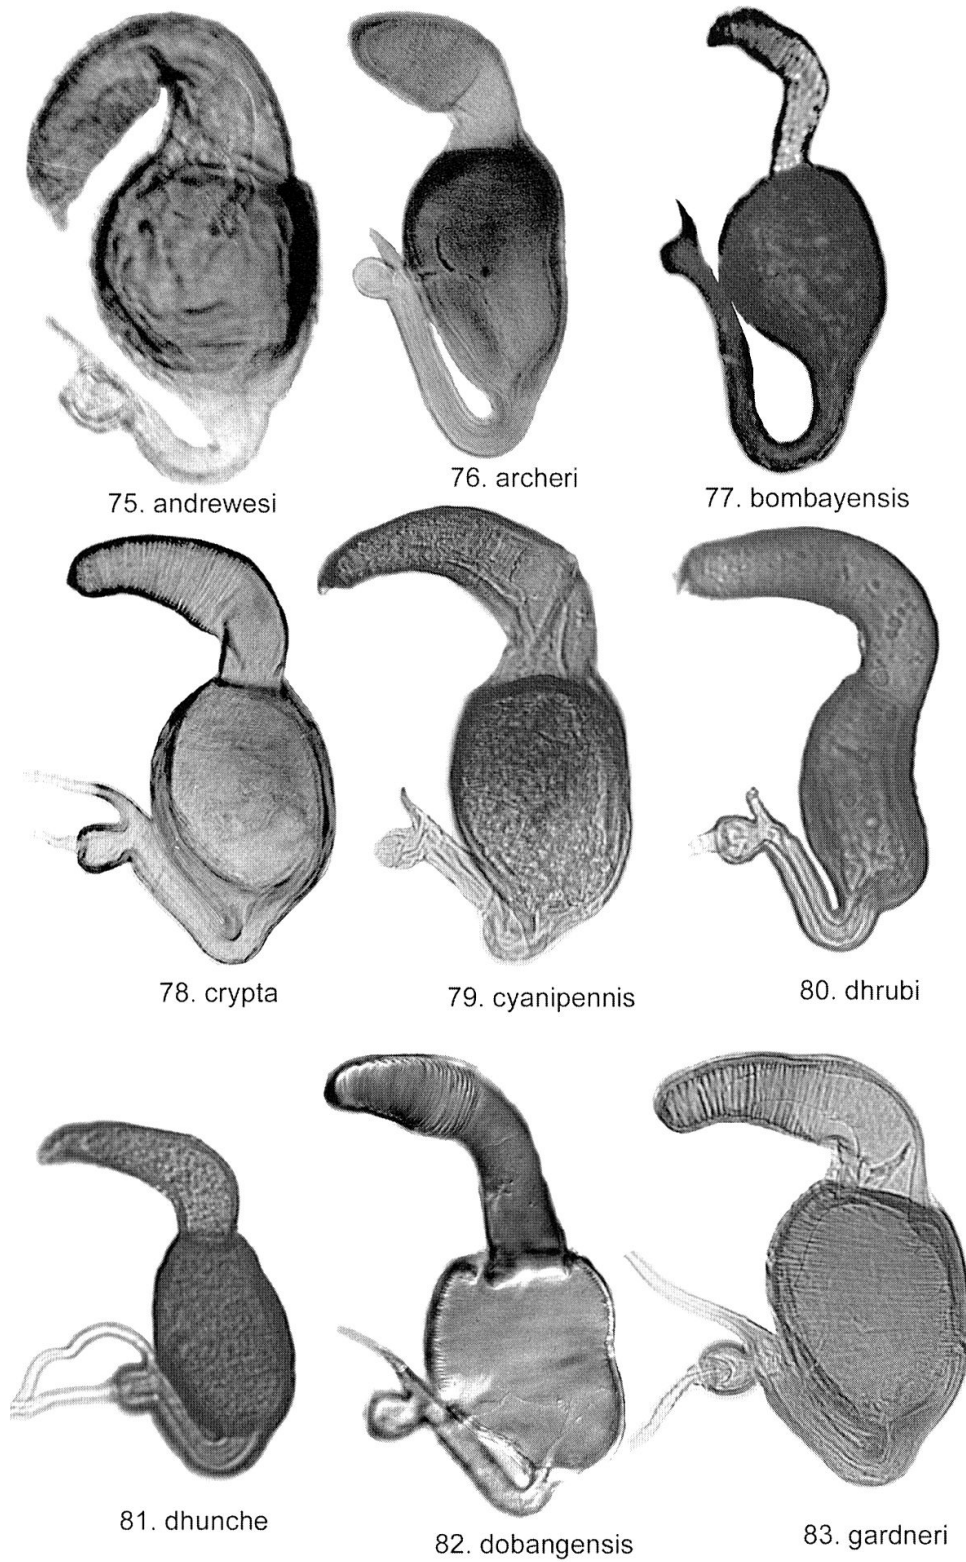 75. andrewesi
76. archeri
77. bombayensis
78. crypta
79. cyanipennis
80. dhrubi
81. dhunche
82. dobangensis
83. gardneri